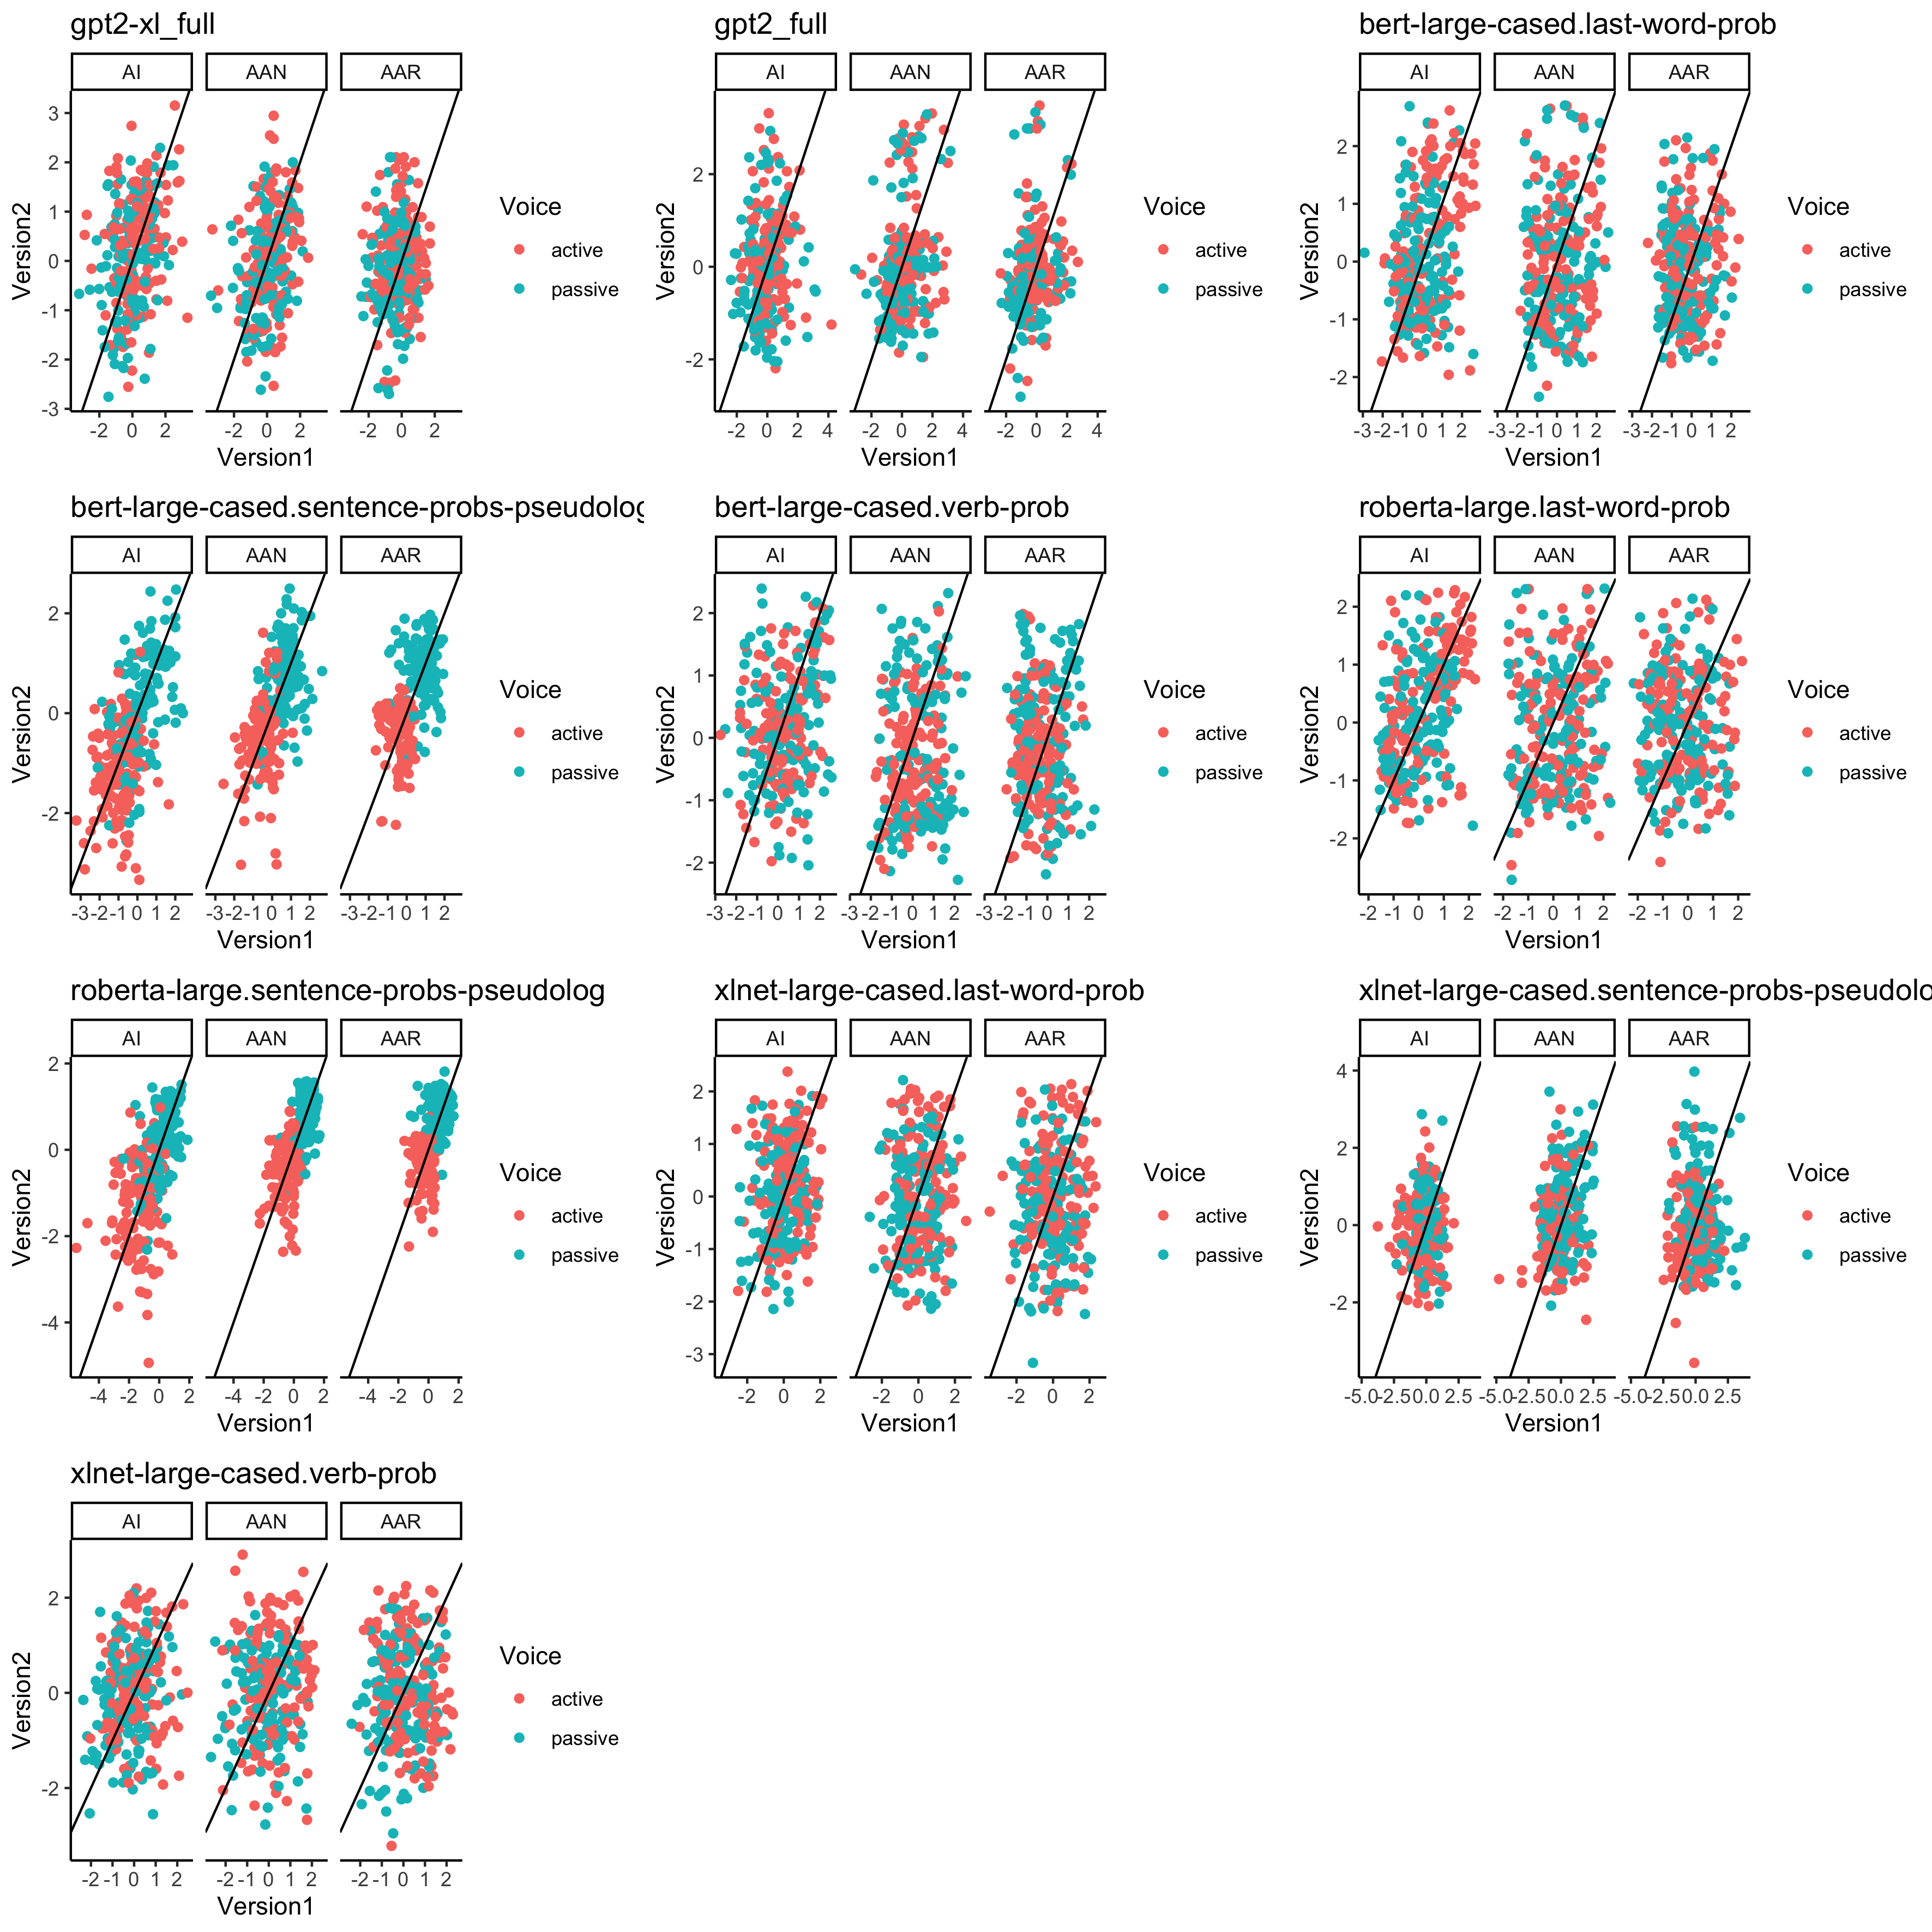 gpt2-xl_full
AI AAN AAR
Version2
3
2
1
0
-1
-2
-3
-2 0 2 -2 0 2 -2 0 2
Version1
Voice
active
passive
gpt2_full
AI AAN AAR
Version2
2
0
-2
-2 0 2 4 -2 0 2 4 -2 0 2 4
Version1
Voice
active
passive
bert-large-cased.last-word-prob
AI AAN AAR
Version2
2
1
0
-1
-2
-3 -2 -1 0 1 2 -3 -2 -1 0 1 2 -3 -2 -1 0 1 2
Version1
Voice
active
passive
bert-large-cased.sentence-probs-pseudolog
AI AAN AAR
Version2
2
0
-2
-3 -2 -1 0 1 2 -3 -2 -1 0 1 2 -3 -2 -1 0 1 2
Version1
Voice
active
passive
bert-large-cased.verb-prob
AI AAN AAR
Version2
2
1
0
-1
-2
-3 -2 -1 0 1 2 -3 -2 -1 0 1 2 -3 -2 -1 0 1 2
Version1
Voice
active
passive
roberta-large.last-word-prob
AI AAN AAR
Version2
2
1
0
-1
-2
-2 -1 0 1 2 -2 -1 0 1 2 -2 -1 0 1 2
Version1
Voice
active
passive
roberta-large.sentence-probs-pseudolog
AI AAN AAR
Version2
2
0
-2
-4
-4 -2 0 2 -4 -2 0 2 -4 -2 0 2
Version1
Voice
active
passive
xlnet-large-cased.last-word-prob
AI AAN AAR
Version2
2
1
0
-1
-2
-3
-2 0 2 -2 0 2 -2 0 2
Version1
Voice
active
passive
xlnet-large-cased.sentence-probs-pseudolo
AI AAN AAR
Version2
4
2
0
-2
-5.0 -2.5 0.0 2.5 -5.0 -2.5 0.0 2.5 -5.0 -2.5 0.0 2.5
Version1
Voice
active
passive
xlnet-large-cased.verb-prob
AI AAN AAR
Version2
2
0
-2
-2 -1 0 1 2 -2 -1 0 1 2 -2 -1 0 1 2
Version1
Voice
active
passive